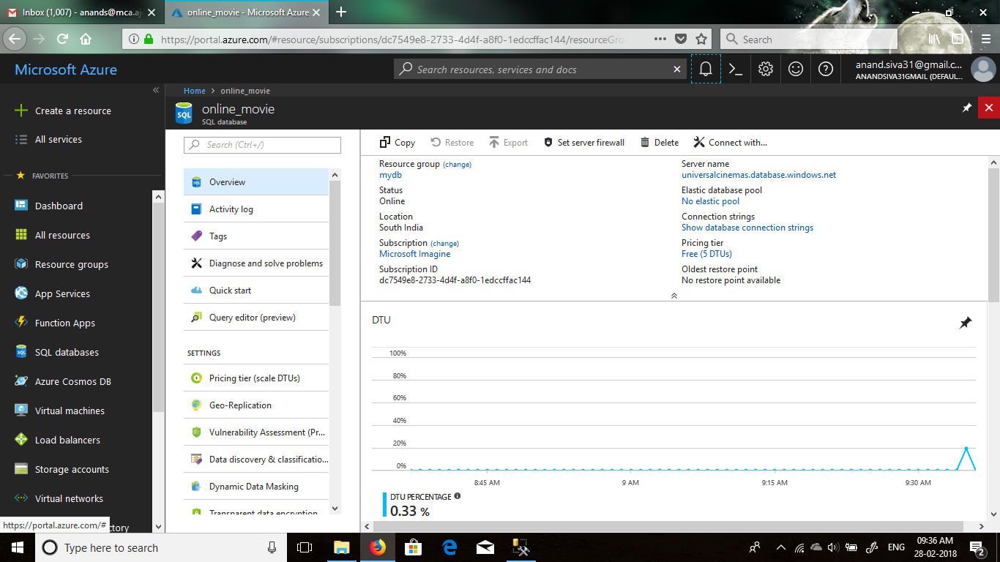 Inbox (1,007) - anands@mca.aj
online_movie - Microsoft Azure
https://portal.azure.com/#resource/subscriptions/dc7549e8-2733-4d4f-a8f0-1edccffac144/resourceGro
Search
Microsoft Azure
Search resources, services and docs
anand.siva31@gmail.c...
ANANDSIVA31GMAIL (DEFAUL...
Home > online_movie
Create a resource
All services
FAVORITES
Dashboard
All resources
Resource groups
App Services
Function Apps
SQL databases
Azure Cosmos DB
Virtual machines
Load balancers
Storage accounts
Virtual networks
ctory
https://portal.azure.com/#
SQL
online_movie
SQL database
Search (Ctrl+/)
Overview
Activity log
Tags
Diagnose and solve problems
Quick start
Query editor (preview)
SETTINGS
Pricing tier (scale DTUs)
Geo-Replication
Vulnerability Assessment (Pr...
Data discovery & classificatio...
Dynamic Data Masking
Transparent data encryption
Copy Restore Export Set server firewall Delete Connect with...
Resource group (change)
mydb
Status
Online
Location
South India
Subscription (change)
Microsoft Imagine
Subscription ID
dc7549e8-2733-4d4f-a8f0-1edccffac144
Server name
universalcinemas.database.windows.net
Elastic database pool
No elastic pool
Connection strings
Show database connection strings
Pricing tier
Free (5 DTUs)
Oldest restore point
No restore point available
DTU
100%
80%
60%
40%
20%
0%
8:45 AM 9 AM 9:15 AM 9:30 AM
DTU PERCENTAGE
0.33 %
Type here to search
ENG
09:36 AM
28-02-2018
2